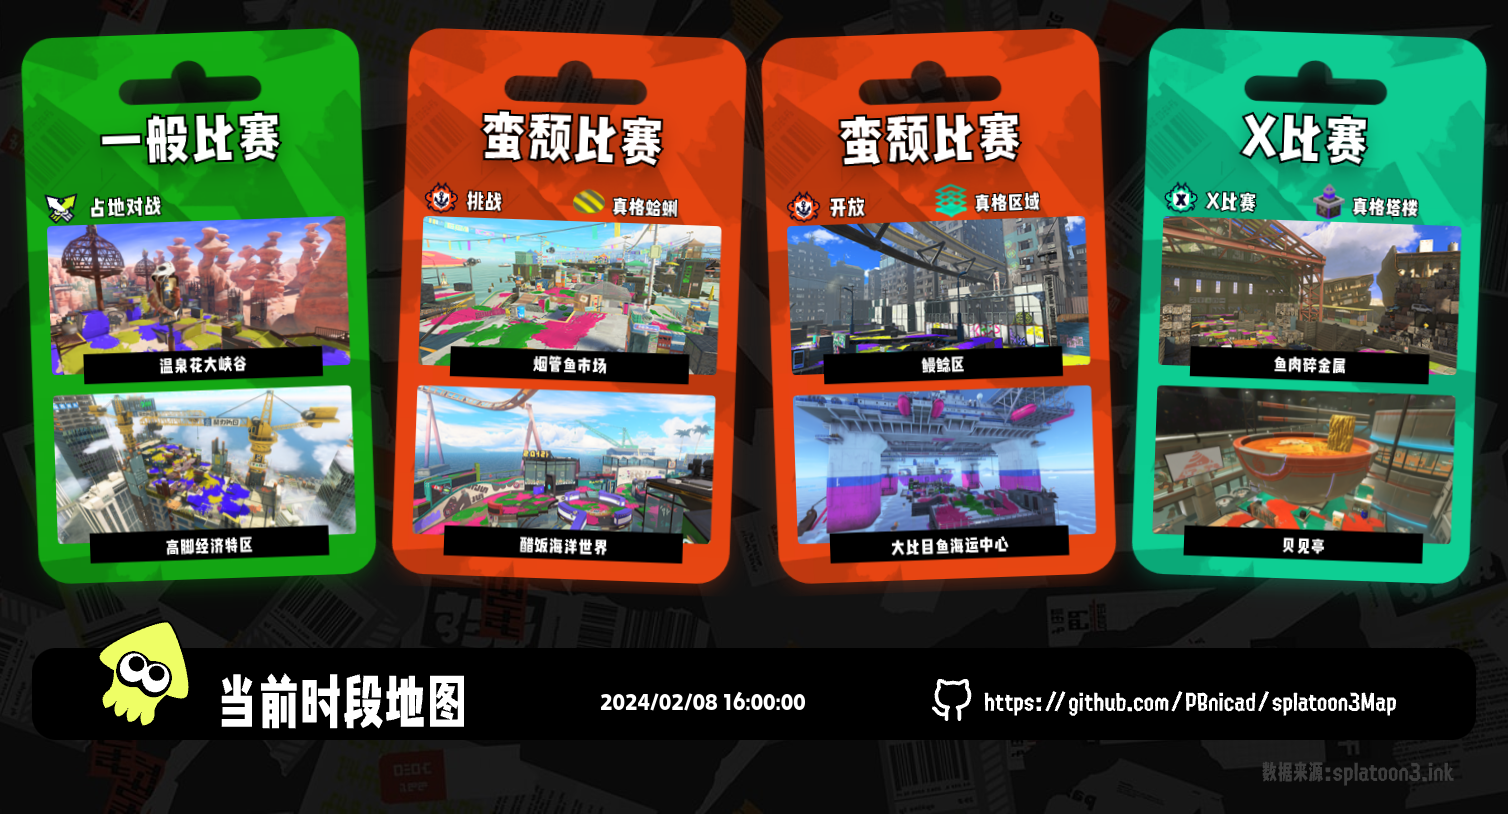 一般比赛
占地对战
温泉花大峡谷
高脚经济特区
蛮颓比赛
挑战
真格蛤蜊
烟管鱼市场
醋饭海洋世界
蛮颓比赛
开放
真格区域
鳗鲶区
大比目鱼海运中心
X比赛
X比赛
真格塔楼
鱼肉碎金属
贝见亭
当前时段地图
2024/02/08 16:00:00
https://github.com/PBnicad/splatoon3Map
数据来源:splatoon3.ink